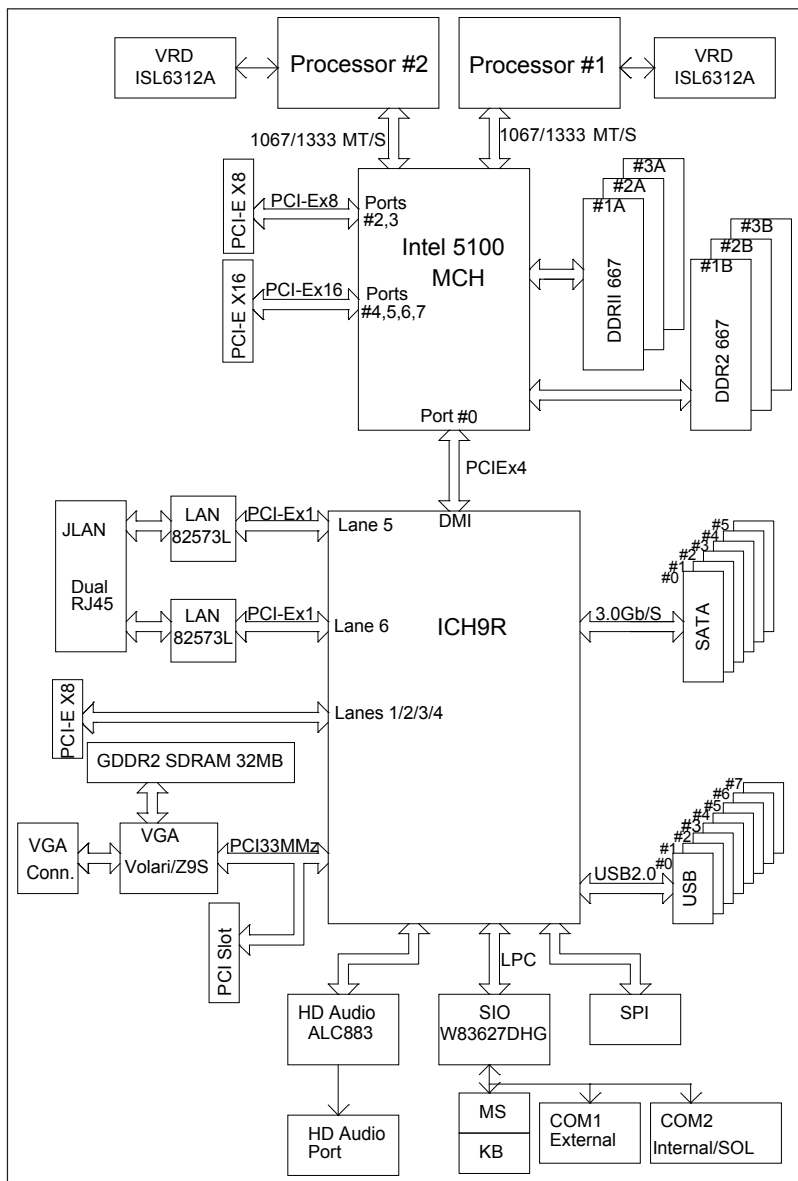 VRD
ISL6312A
Processor #2
Processor #1
VRD
ISL6312A
1067/1333 MT/S
1067/1333 MT/S
PCI-E X8
PCI-Ex8
Ports
#2,3
PCI-E X16
PCI-Ex16
Ports
#4,5,6,7
Intel 5100
MCH
Port #0
#3A
#2A
#1A
DDRII 667
#3B
#2B
#1B
DDR2 667
PCIEx4
DMI
JLAN
Dual
RJ45
LAN
82573L
PCI-Ex1
Lane 5
LAN
82573L
PCI-Ex1
Lane 6
ICH9R
3.0Gb/S
#5
#4
#3
#2
#1
#0
SATA
PCI-E X8
Lanes 1/2/3/4
GDDR2 SDRAM 32MB
VGA
Conn.
VGA
Volari/Z9S
PCI33MMz
PCI Slot
USB2.0
#7
#6
#5
#4
#3
#2
#1
#0
USB
LPC
HD Audio
ALC883
SIO
W83627DHG
SPI
HD Audio
Port
MS
KB
COM1
External
COM2
Internal/SOL